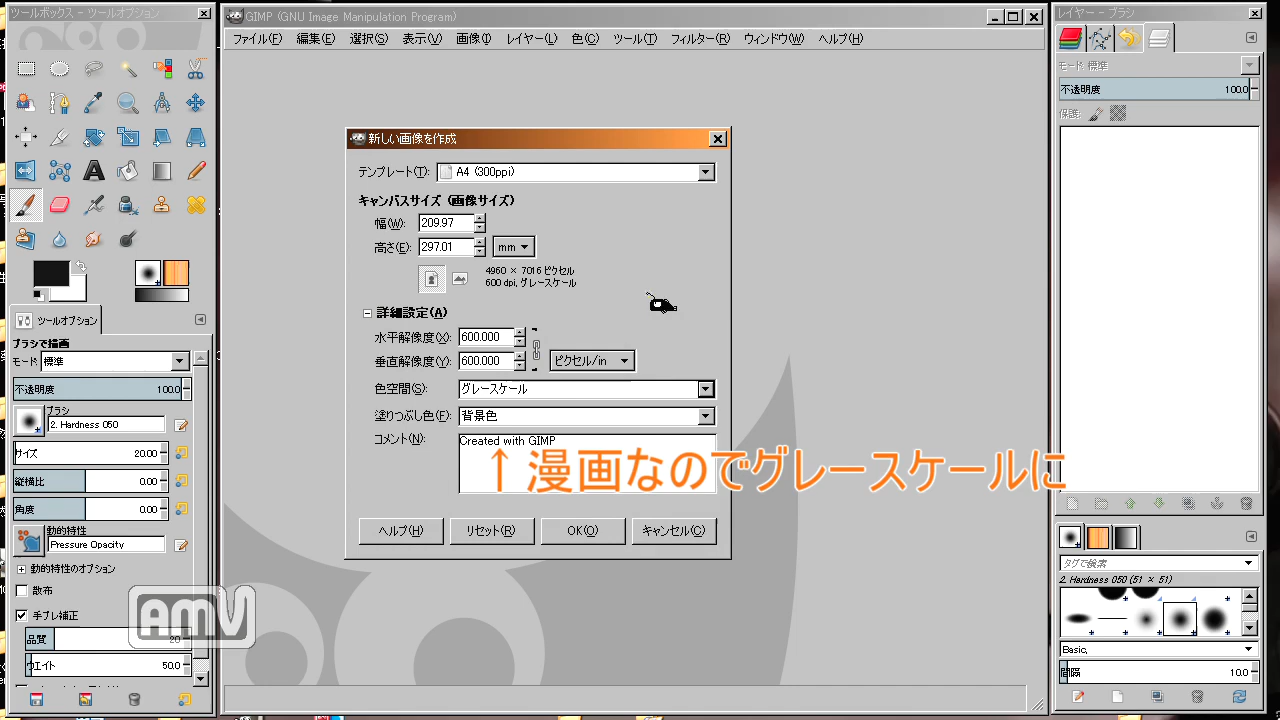 ツールボックス - ツールオプション
GIMP (GNU Image Manipulation Program)
レイヤー - ブラシ
ファイル(F) 編集(E) 選択(S) 表示(V) 画像(I) レイヤー(L) 色(C) ツール(T) フィルター(R) ウィンドウ(W) ヘルプ(H)
新しい画像を作成
テンプレート(T): A4 (300ppi)
キャンバスサイズ (画像サイズ)
幅(W): 209.97
高さ(E): 297.01 mm
4960 × 7016 ピクセル
600 dpi, グレースケール
詳細設定(A)
水平解像度(X): 600.000
垂直解像度(Y): 600.000 ピクセル/in
色空間(S): グレースケール
塗りつぶし色(F): 背景色
コメント(N): Created with GIMP
↑漫画なのでグレースケールに
ヘルプ(H) リセット(R) OK(O) キャンセル(C)
ツールオプション
ブラシで描画
モード: 標準
不透明度 100.0
ブラシ
2. Hardness 050
サイズ 20.00
縦横比 0.00
角度 0.00
動的特性
Pressure Opacity
動的特性のオプション
散布
手ブレ補正
品質 20
ウエイト 50.0
AMV
モード: 標準
不透明度 100.0
保護:
タグで検索
2. Hardness 050 (51 × 51)
Basic,
間隔 10.0